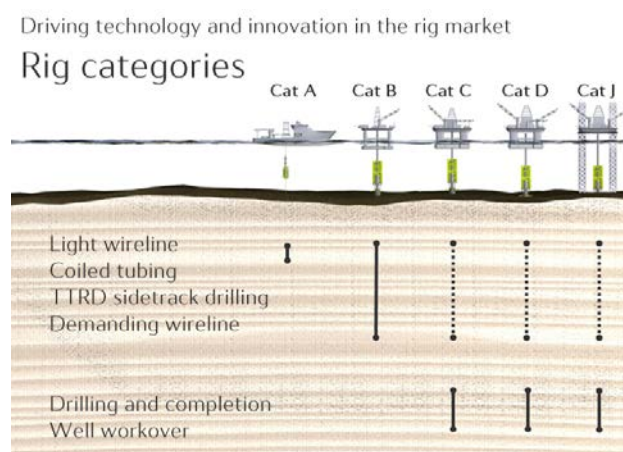 Driving technology and innovation in the rig market
Rig categories
Cat A Cat B Cat C Cat D Cat J
Light wireline
Coiled tubing
TTRD sidetrack drilling
Demanding wireline
Drilling and completion
Well workover